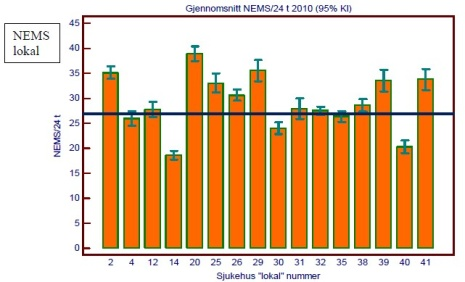 Gjennomsnitt NEMS/24 t 2010 (95% KI)
NEMS
lokal
NEMS/24 t
45
40
35
30
25
20
15
10
5
0
2 4 12 14 20 25 26 29 30 31 32 35 38 39 40 41
Sjukehus "lokal" nummer